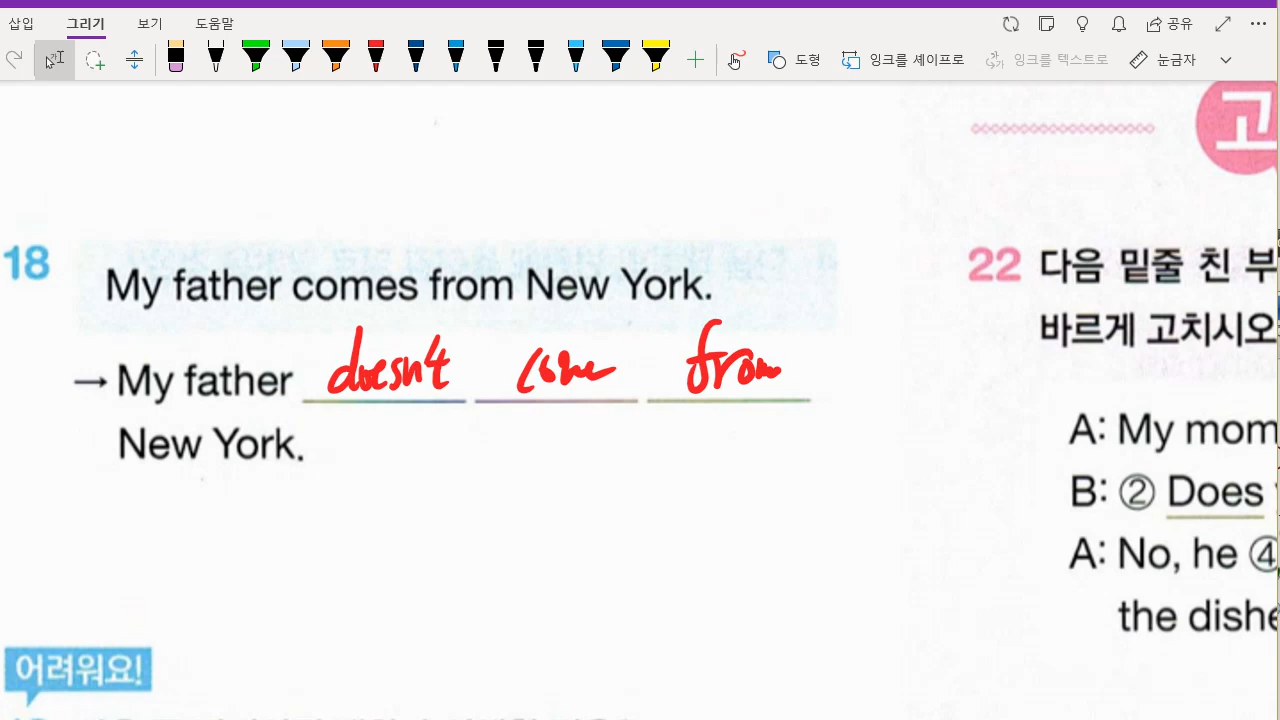 삽입 그리기 보기 도움말 공유
도형 잉크를 셰이프로 잉크를 텍스트로 눈금자
고
18 My father comes from New York.
→ My father doesn't come from
New York.
어려워요!
22 다음 밑줄 친 부
바르게 고치시오
A: My mom
B: ② Does
A: No, he ④
the dishe